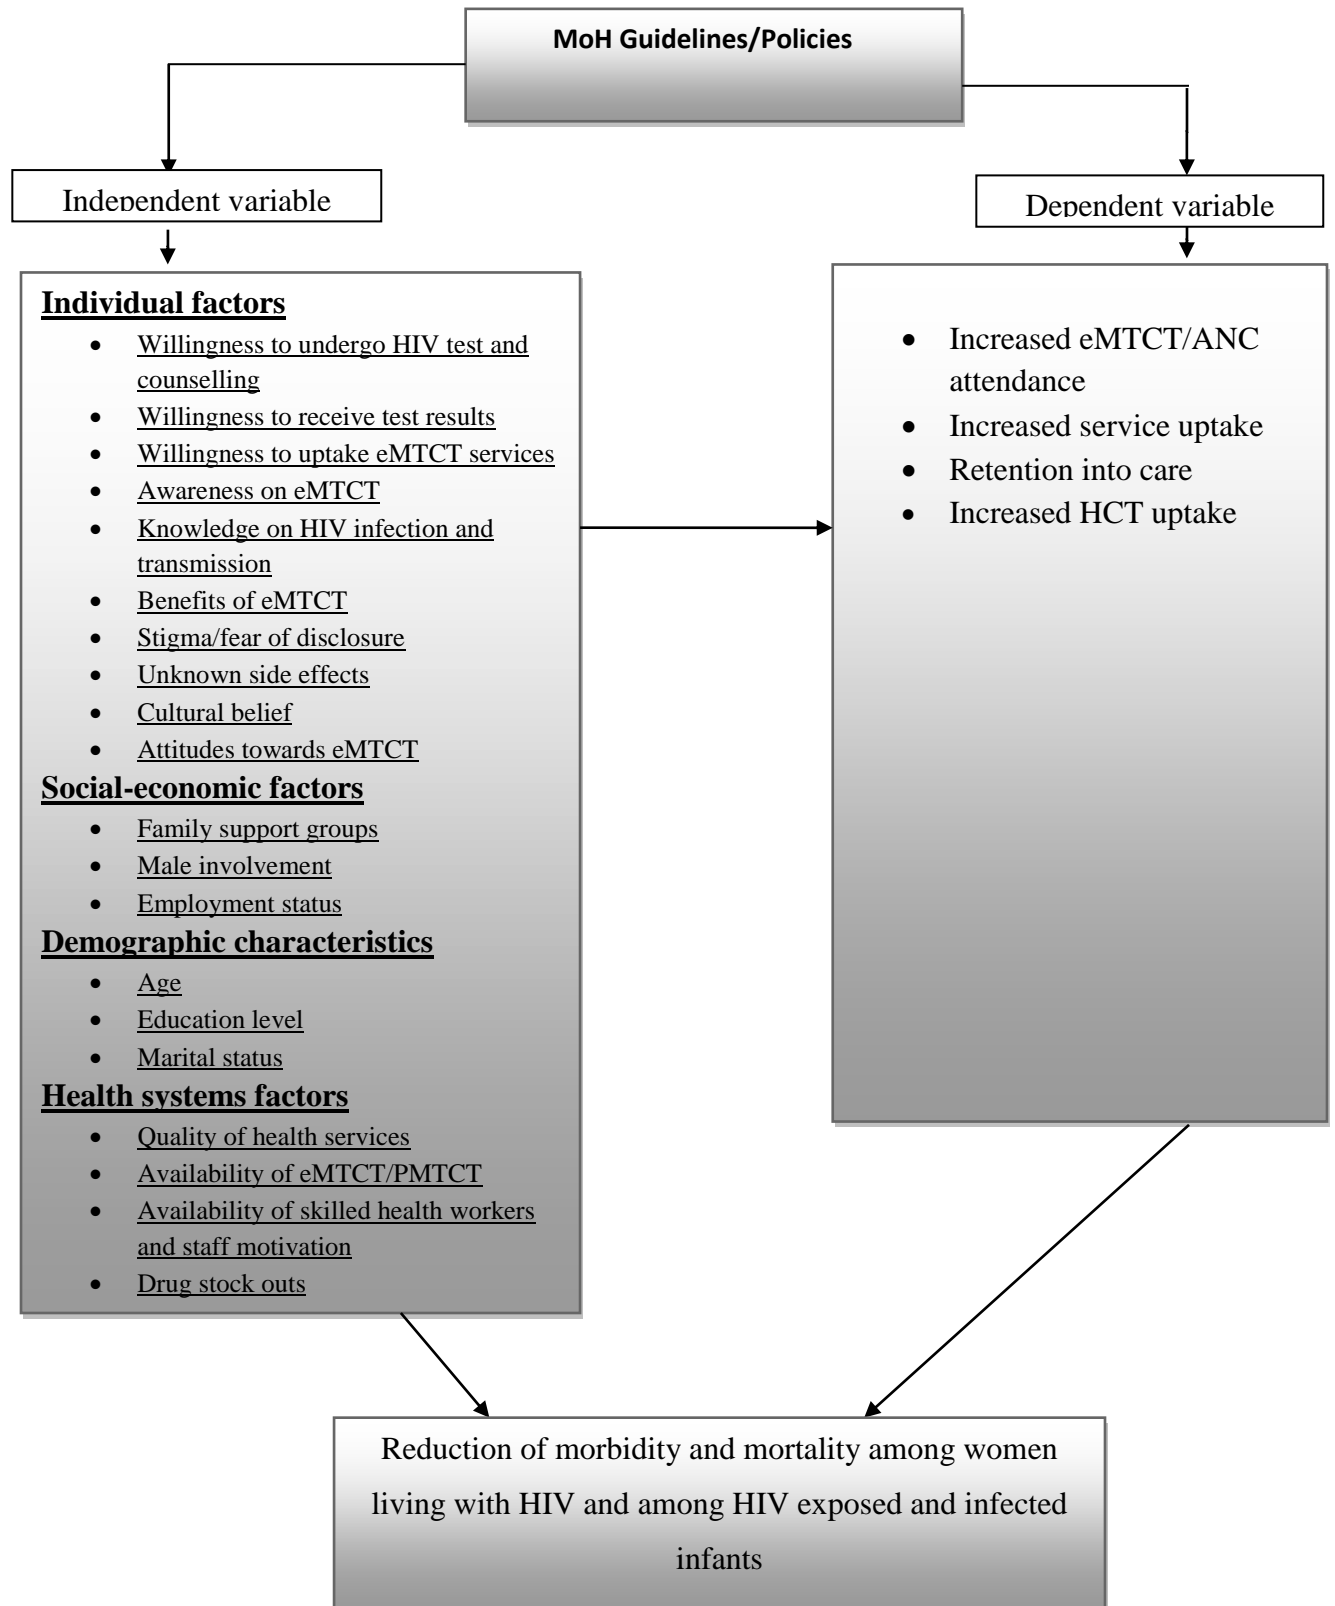 MoH Guidelines/Policies
Independent variable
Dependent variable
Individual factors
• Willingness to undergo HIV test and
counselling
• Willingness to receive test results
• Willingness to uptake eMTCT services
• Awareness on eMTCT
• Knowledge on HIV infection and
transmission
• Benefits of eMTCT
• Stigma/fear of disclosure
• Unknown side effects
• Cultural belief
• Attitudes towards eMTCT
Social-economic factors
• Family support groups
• Male involvement
• Employment status
Demographic characteristics
• Age
• Education level
• Marital status
Health systems factors
• Quality of health services
• Availability of eMTCT/PMTCT
• Availability of skilled health workers
and staff motivation
• Drug stock outs
• Increased eMTCT/ANC
attendance
• Increased service uptake
• Retention into care
• Increased HCT uptake
Reduction of morbidity and mortality among women
living with HIV and among HIV exposed and infected
infants